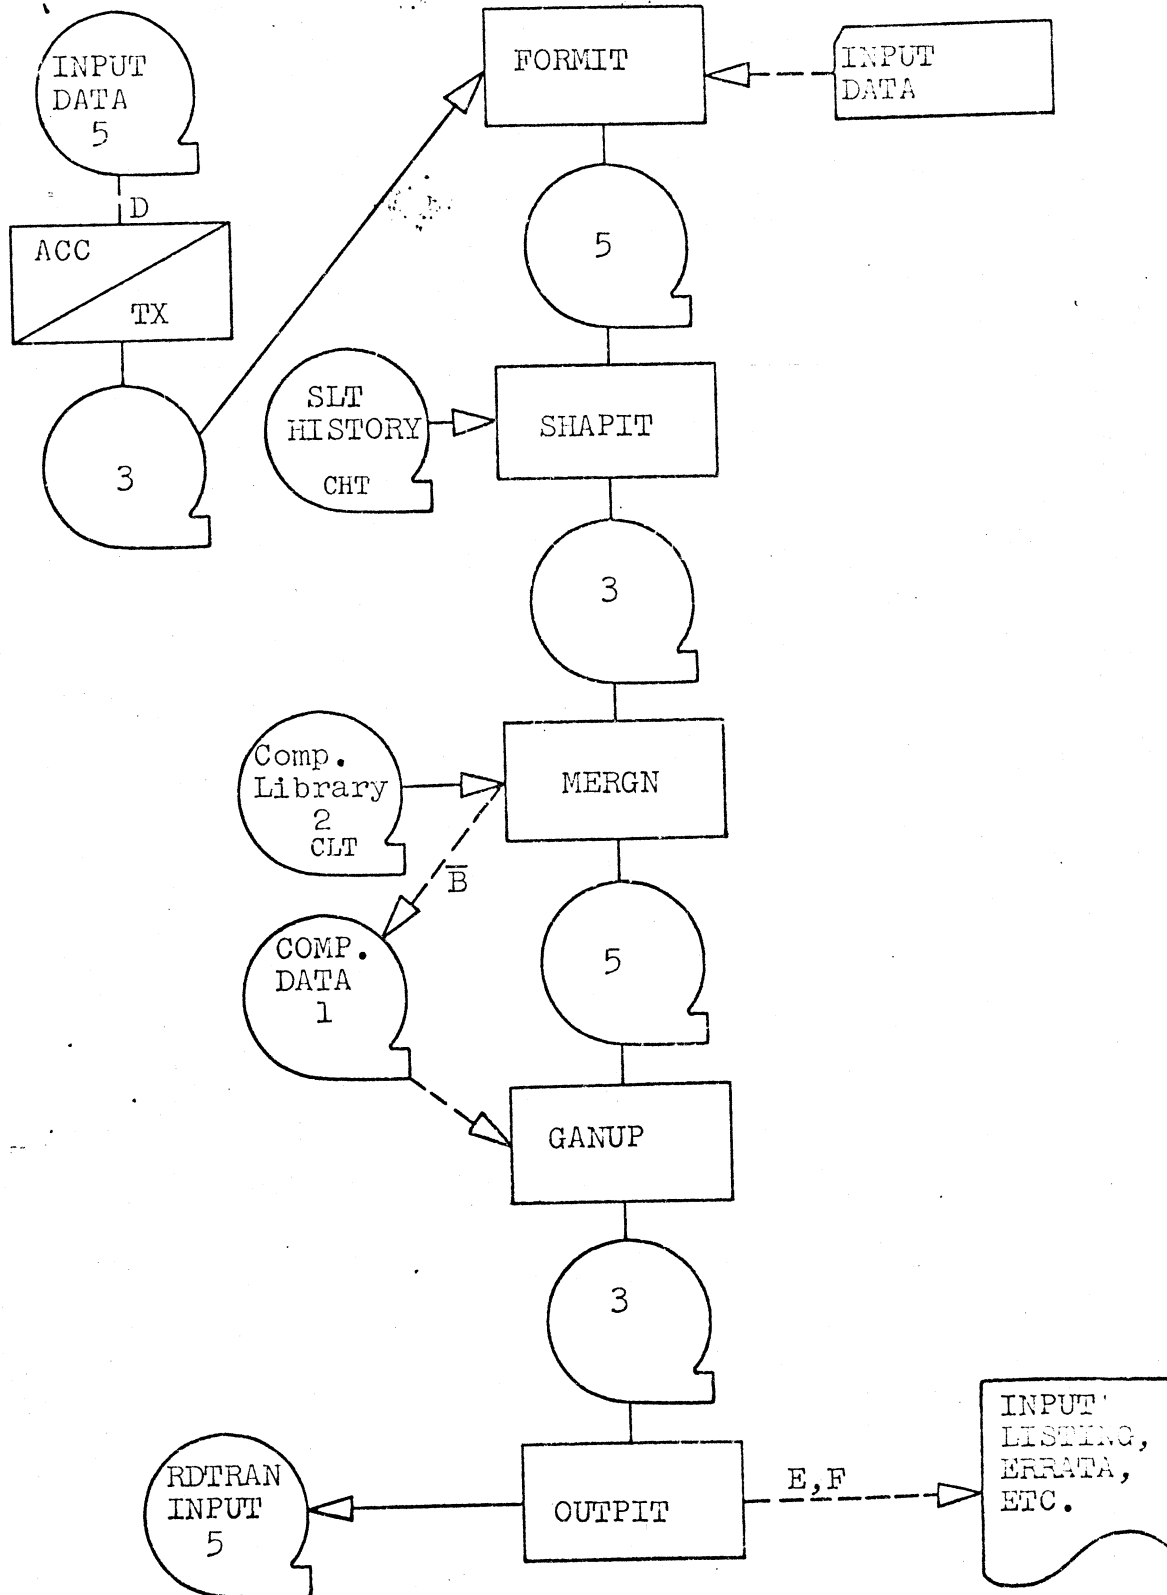 INPUT
DATA
5
D
ACC
TX
3
FORMIT
INPUT
DATA
5
SLT
HISTORY
CHT
SHAPIT
3
Comp.
Library
2
CLT
MERGN
B̅
COMP.
DATA
1
5
GANUP
3
RDTRAN
INPUT
5
OUTPIT
E,F
INPUT
LISTING,
ERRATA,
ETC.